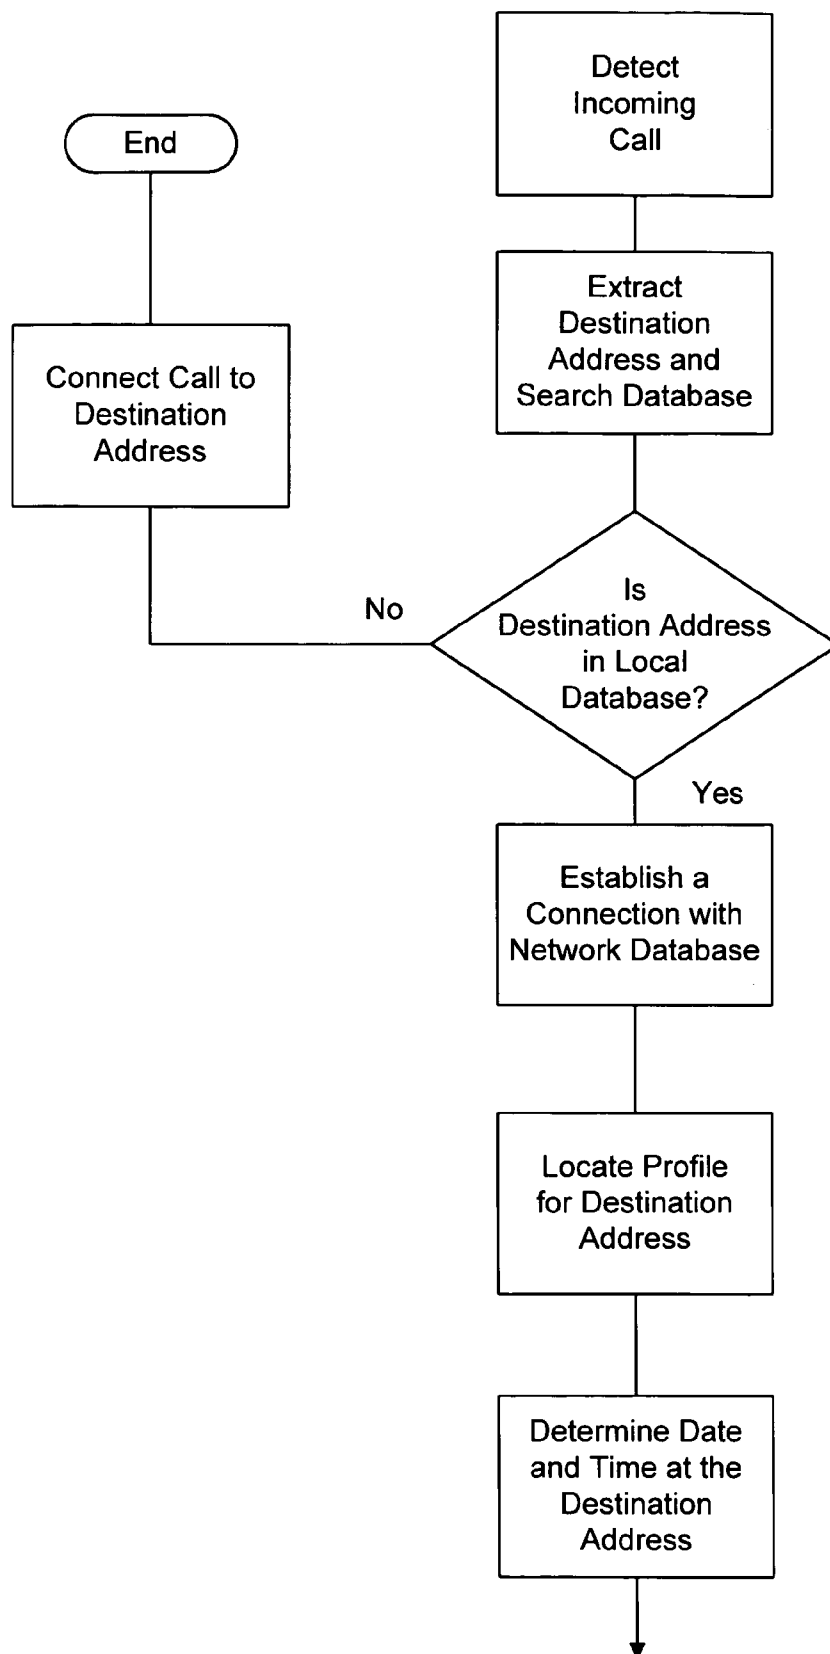 Detect
Incoming
Call
End
Extract
Destination
Address and
Search Database
Connect Call to
Destination
Address
No
Is
Destination Address
in Local
Database?
Yes
Establish a
Connection with
Network Database
Locate Profile
for Destination
Address
Determine Date
and Time at the
Destination
Address